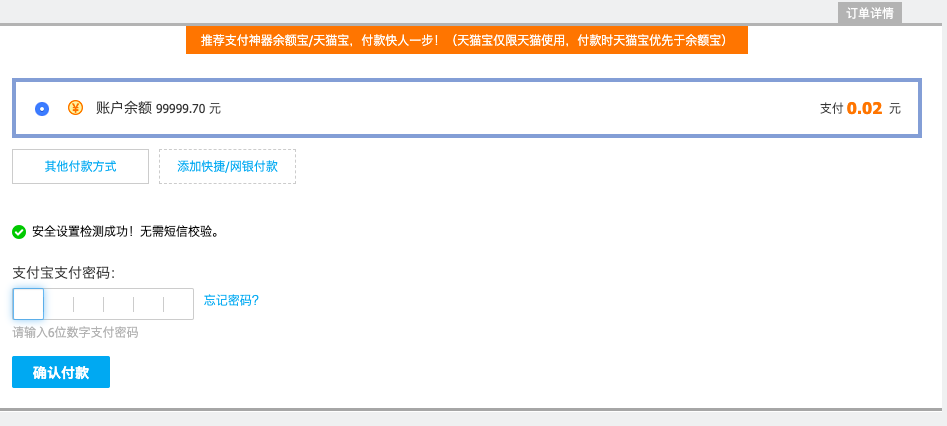 订单详情
推荐支付神器余额宝/天猫宝，付款快人一步！（天猫宝仅限天猫使用，付款时天猫宝优先于余额宝）
账户余额 99999.70 元 支付 0.02 元
其他付款方式 添加快捷/网银付款
安全设置检测成功！无需短信校验。
支付宝支付密码：
忘记密码？
请输入6位数字支付密码
确认付款